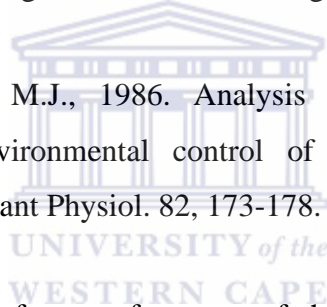 M.J., 1986. Analysis
vironmental control of
ant Physiol. 82, 173-178.
UNIVERSITY of the
WESTERN CAPE